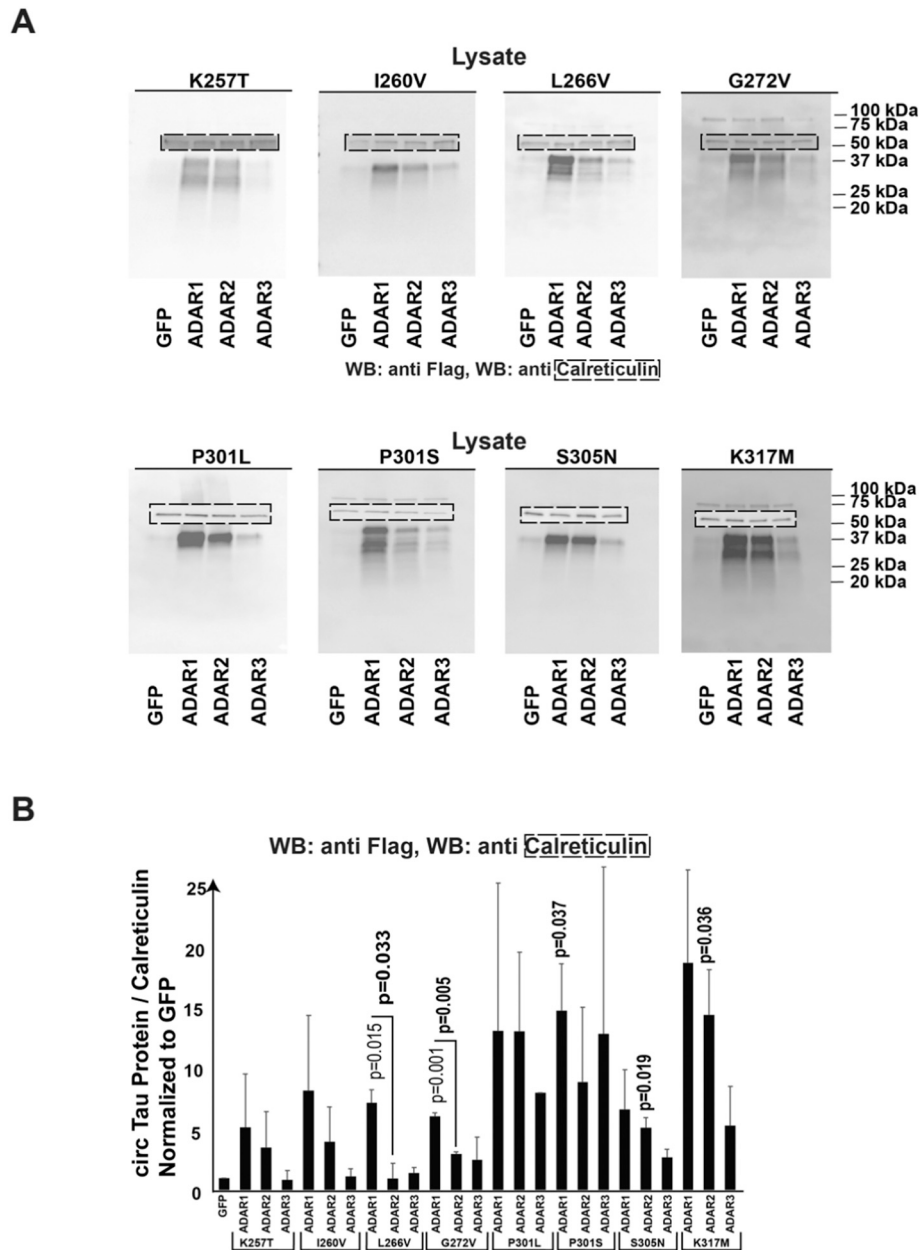 A
Lysate
K257T I260V L266V G272V
100 kDa
75 kDa
50 kDa
37 kDa
25 kDa
20 kDa
GFP ADAR1 ADAR2 ADAR3 GFP ADAR1 ADAR2 ADAR3 GFP ADAR1 ADAR2 ADAR3 GFP ADAR1 ADAR2 ADAR3
WB: anti Flag, WB: anti Calreticulin
Lysate
P301L P301S S305N K317M
100 kDa
75 kDa
50 kDa
37 kDa
25 kDa
20 kDa
GFP ADAR1 ADAR2 ADAR3 GFP ADAR1 ADAR2 ADAR3 GFP ADAR1 ADAR2 ADAR3 GFP ADAR1 ADAR2 ADAR3
B
WB: anti Flag, WB: anti Calreticulin
circ Tau Protein / Calreticulin
Normalized to GFP
25
20
15
10
5
0
p=0.015
p=0.033
p=0.001
p=0.005
p=0.037
p=0.019
p=0.036
GFP ADAR1 ADAR2 ADAR3 ADAR1 ADAR2 ADAR3 ADAR1 ADAR2 ADAR3 ADAR1 ADAR2 ADAR3 ADAR1 ADAR2 ADAR3 ADAR1 ADAR2 ADAR3 ADAR1 ADAR2 ADAR3 ADAR1 ADAR2 ADAR3
K257T I260V L266V G272V P301L P301S S305N K317M